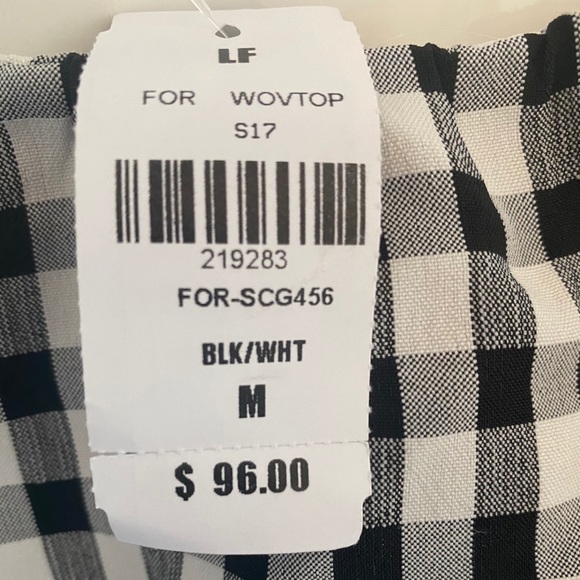 LF
FOR WOVTOP
S17
219283
FOR-SCG456
BLK/WHT
M
$ 96.00